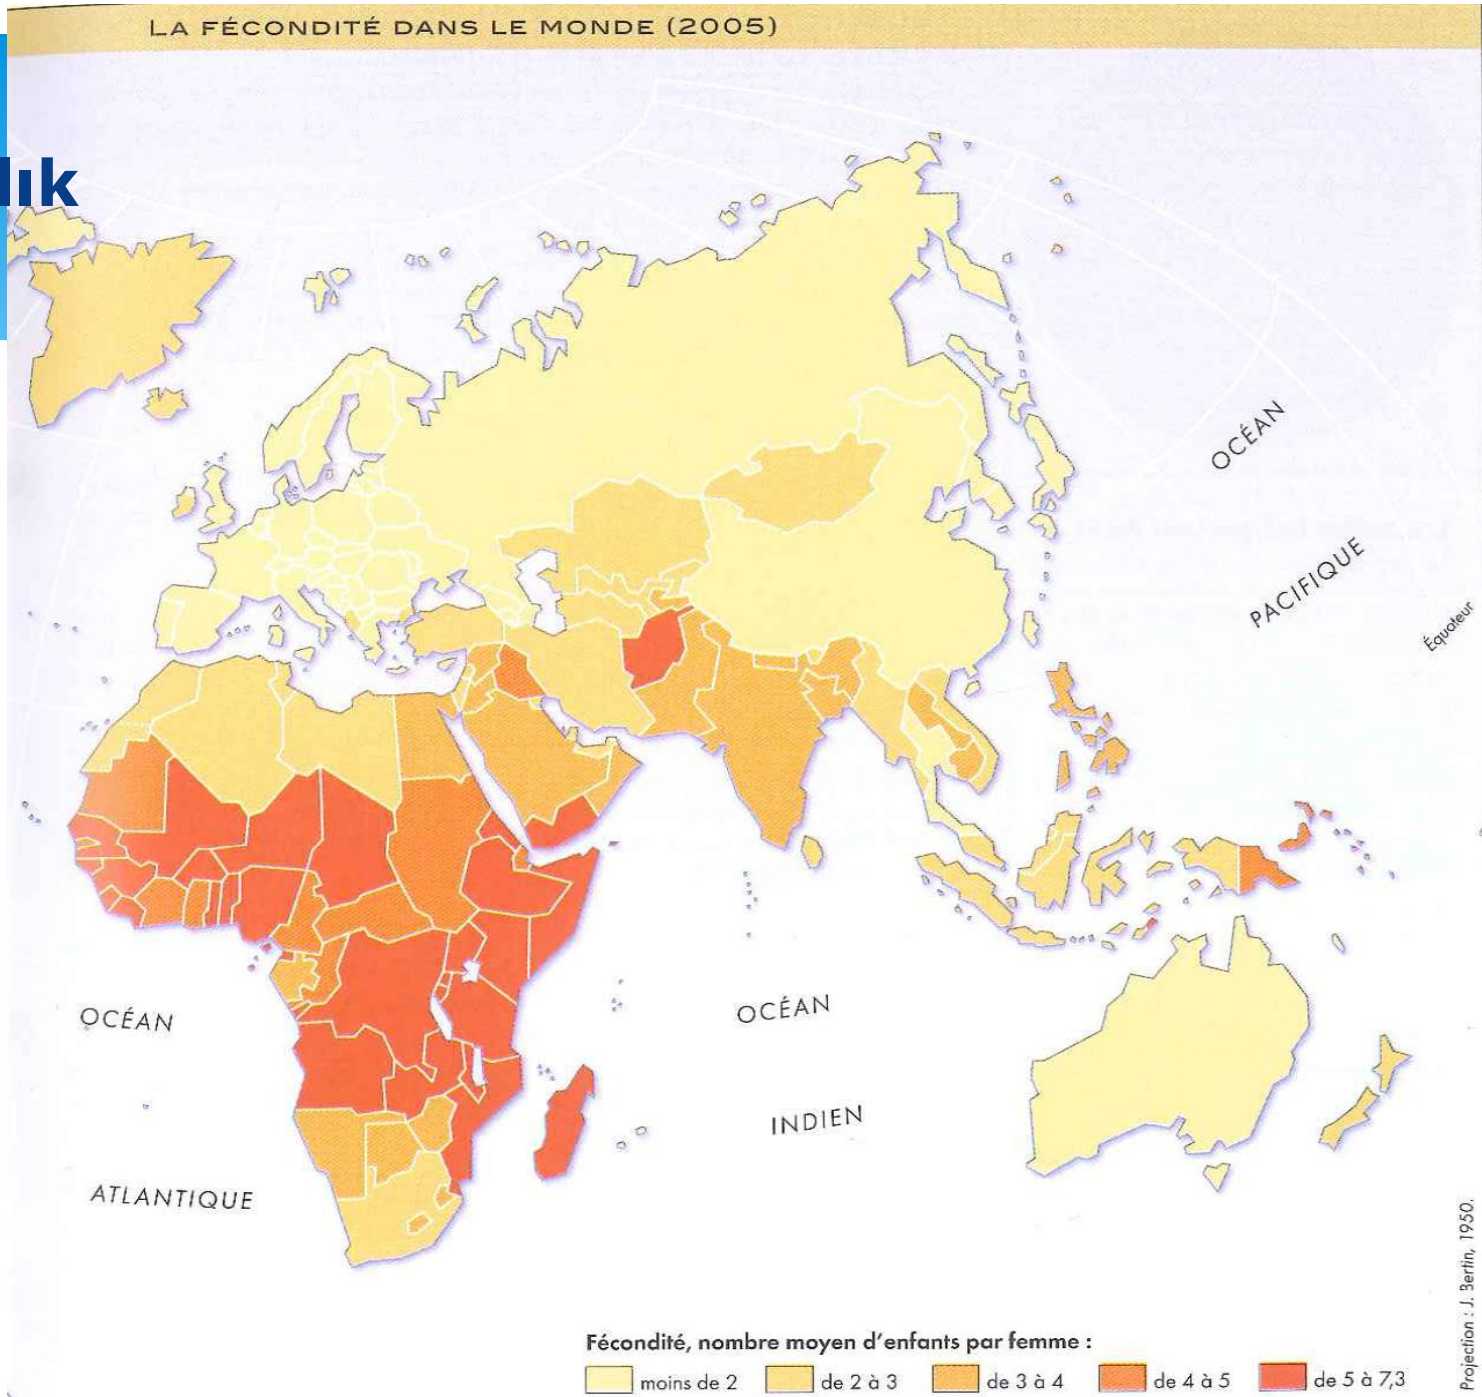 LA FÉCONDITÉ DANS LE MONDE (2005)
lık
OCÉAN
PACIFIQUE
Équateur
OCÉAN
ATLANTIQUE
OCÉAN
INDIEN
Projection : J. Bertin, 1950.
Fécondité, nombre moyen d'enfants par femme :
moins de 2 de 2 à 3 de 3 à 4 de 4 à 5 de 5 à 7,3